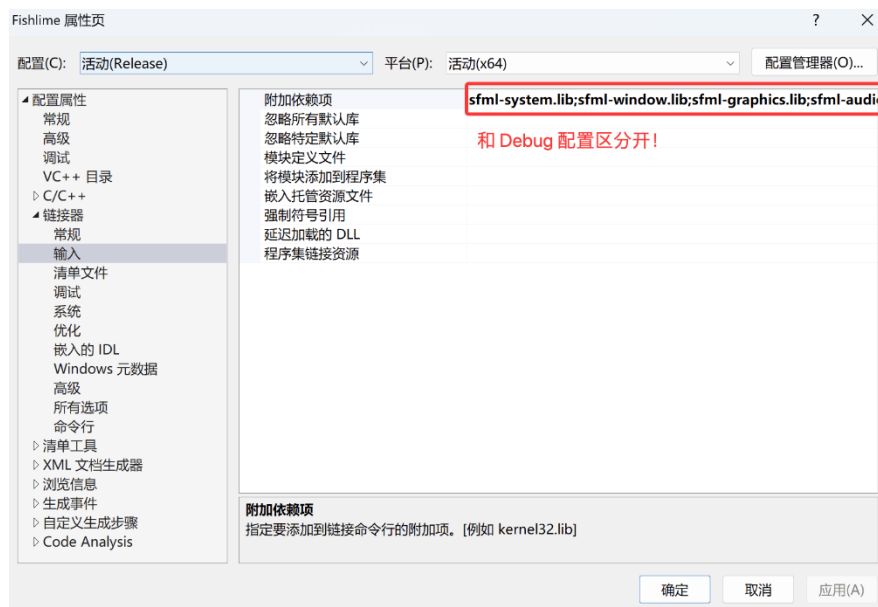 Fishlime 属性页
?
配置(C): 活动(Release) 平台(P): 活动(x64) 配置管理器(O)...
配置属性
常规
高级
调试
VC++ 目录
C/C++
链接器
常规
输入
清单文件
调试
系统
优化
嵌入的 IDL
Windows 元数据
高级
所有选项
命令行
清单工具
XML 文档生成器
浏览信息
生成事件
自定义生成步骤
Code Analysis
附加依赖项 sfml-system.lib;sfml-window.lib;sfml-graphics.lib;sfml-audi
忽略所有默认库
忽略特定默认库
模块定义文件
将模块添加到程序集
嵌入托管资源文件
强制符号引用
延迟加载的 DLL
程序集链接资源
和 Debug 配置区分开!
附加依赖项
指定要添加到链接命令行的附加项。[例如 kernel32.lib]
确定 取消 应用(A)